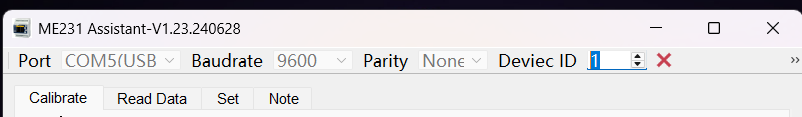 ME231 Assistant-V1.23.240628
Port COM5(USB Baudrate 9600 Parity None Deviec ID 1 »
Calibrate Read Data Set Note